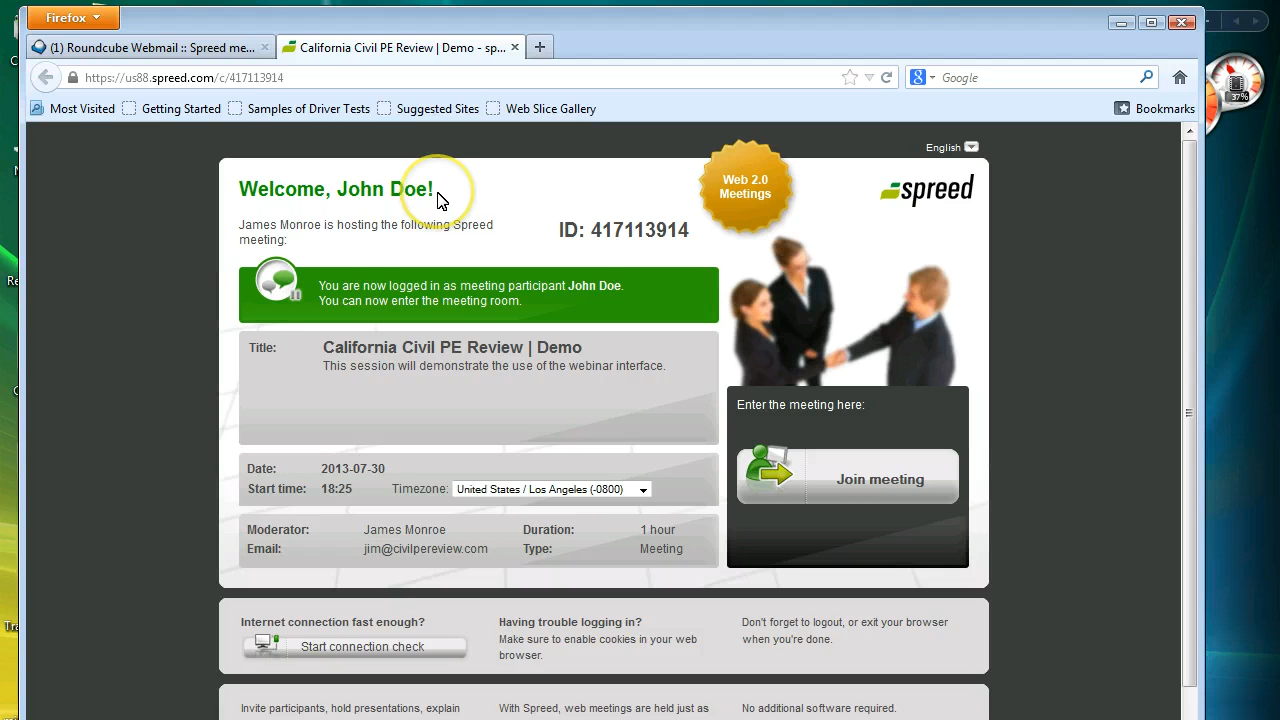 Firefox
(1) Roundcube Webmail :: Spreed me...
California Civil PE Review | Demo - sp...
https://us88.spreed.com/c/417113914
Google
Most Visited
Getting Started
Samples of Driver Tests
Suggested Sites
Web Slice Gallery
Bookmarks
37%
English
Welcome, John Doe!
Web 2.0
Meetings
spreed
James Monroe is hosting the following Spreed
meeting:
ID: 417113914
You are now logged in as meeting participant John Doe.
You can now enter the meeting room.
Title:
California Civil PE Review | Demo
This session will demonstrate the use of the webinar interface.
Enter the meeting here:
Join meeting
Date: 2013-07-30
Start time: 18:25 Timezone: United States / Los Angeles (-0800)
Moderator: James Monroe Duration: 1 hour
Email: jim@civilpereview.com Type: Meeting
Internet connection fast enough?
Start connection check
Having trouble logging in?
Make sure to enable cookies in your web
browser.
Don't forget to logout, or exit your browser
when you're done.
Invite participants, hold presentations, explain
With Spreed, web meetings are held just as
No additional software required.